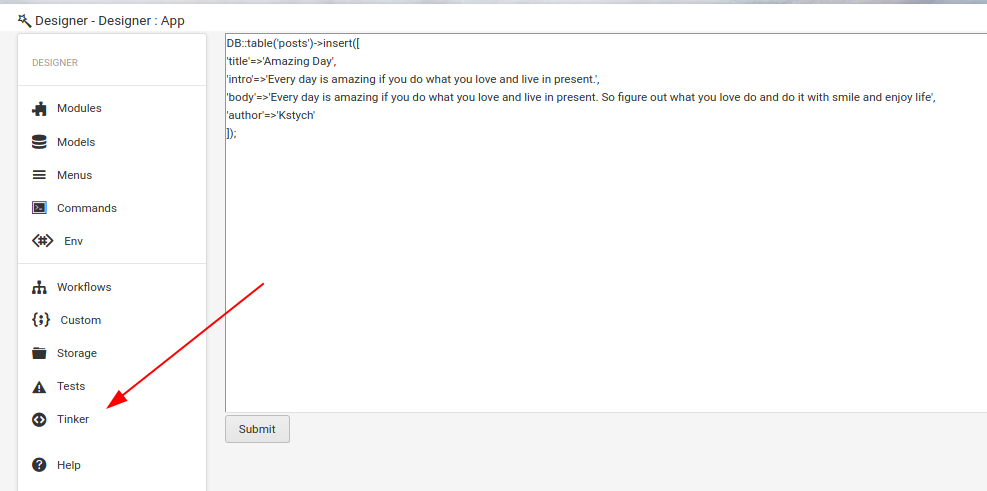 Designer - Designer : App
DESIGNER
Modules
Models
Menus
Commands
Env
Workflows
Custom
Storage
Tests
Tinker
Help
DB::table('posts')->insert([
'title'=>'Amazing Day',
'intro'=>'Every day is amazing if you do what you love and live in present.',
'body'=>'Every day is amazing if you do what you love and live in present. So figure out what you love do and do it with smile and enjoy life',
'author'=>'Kstych'
]);
Submit